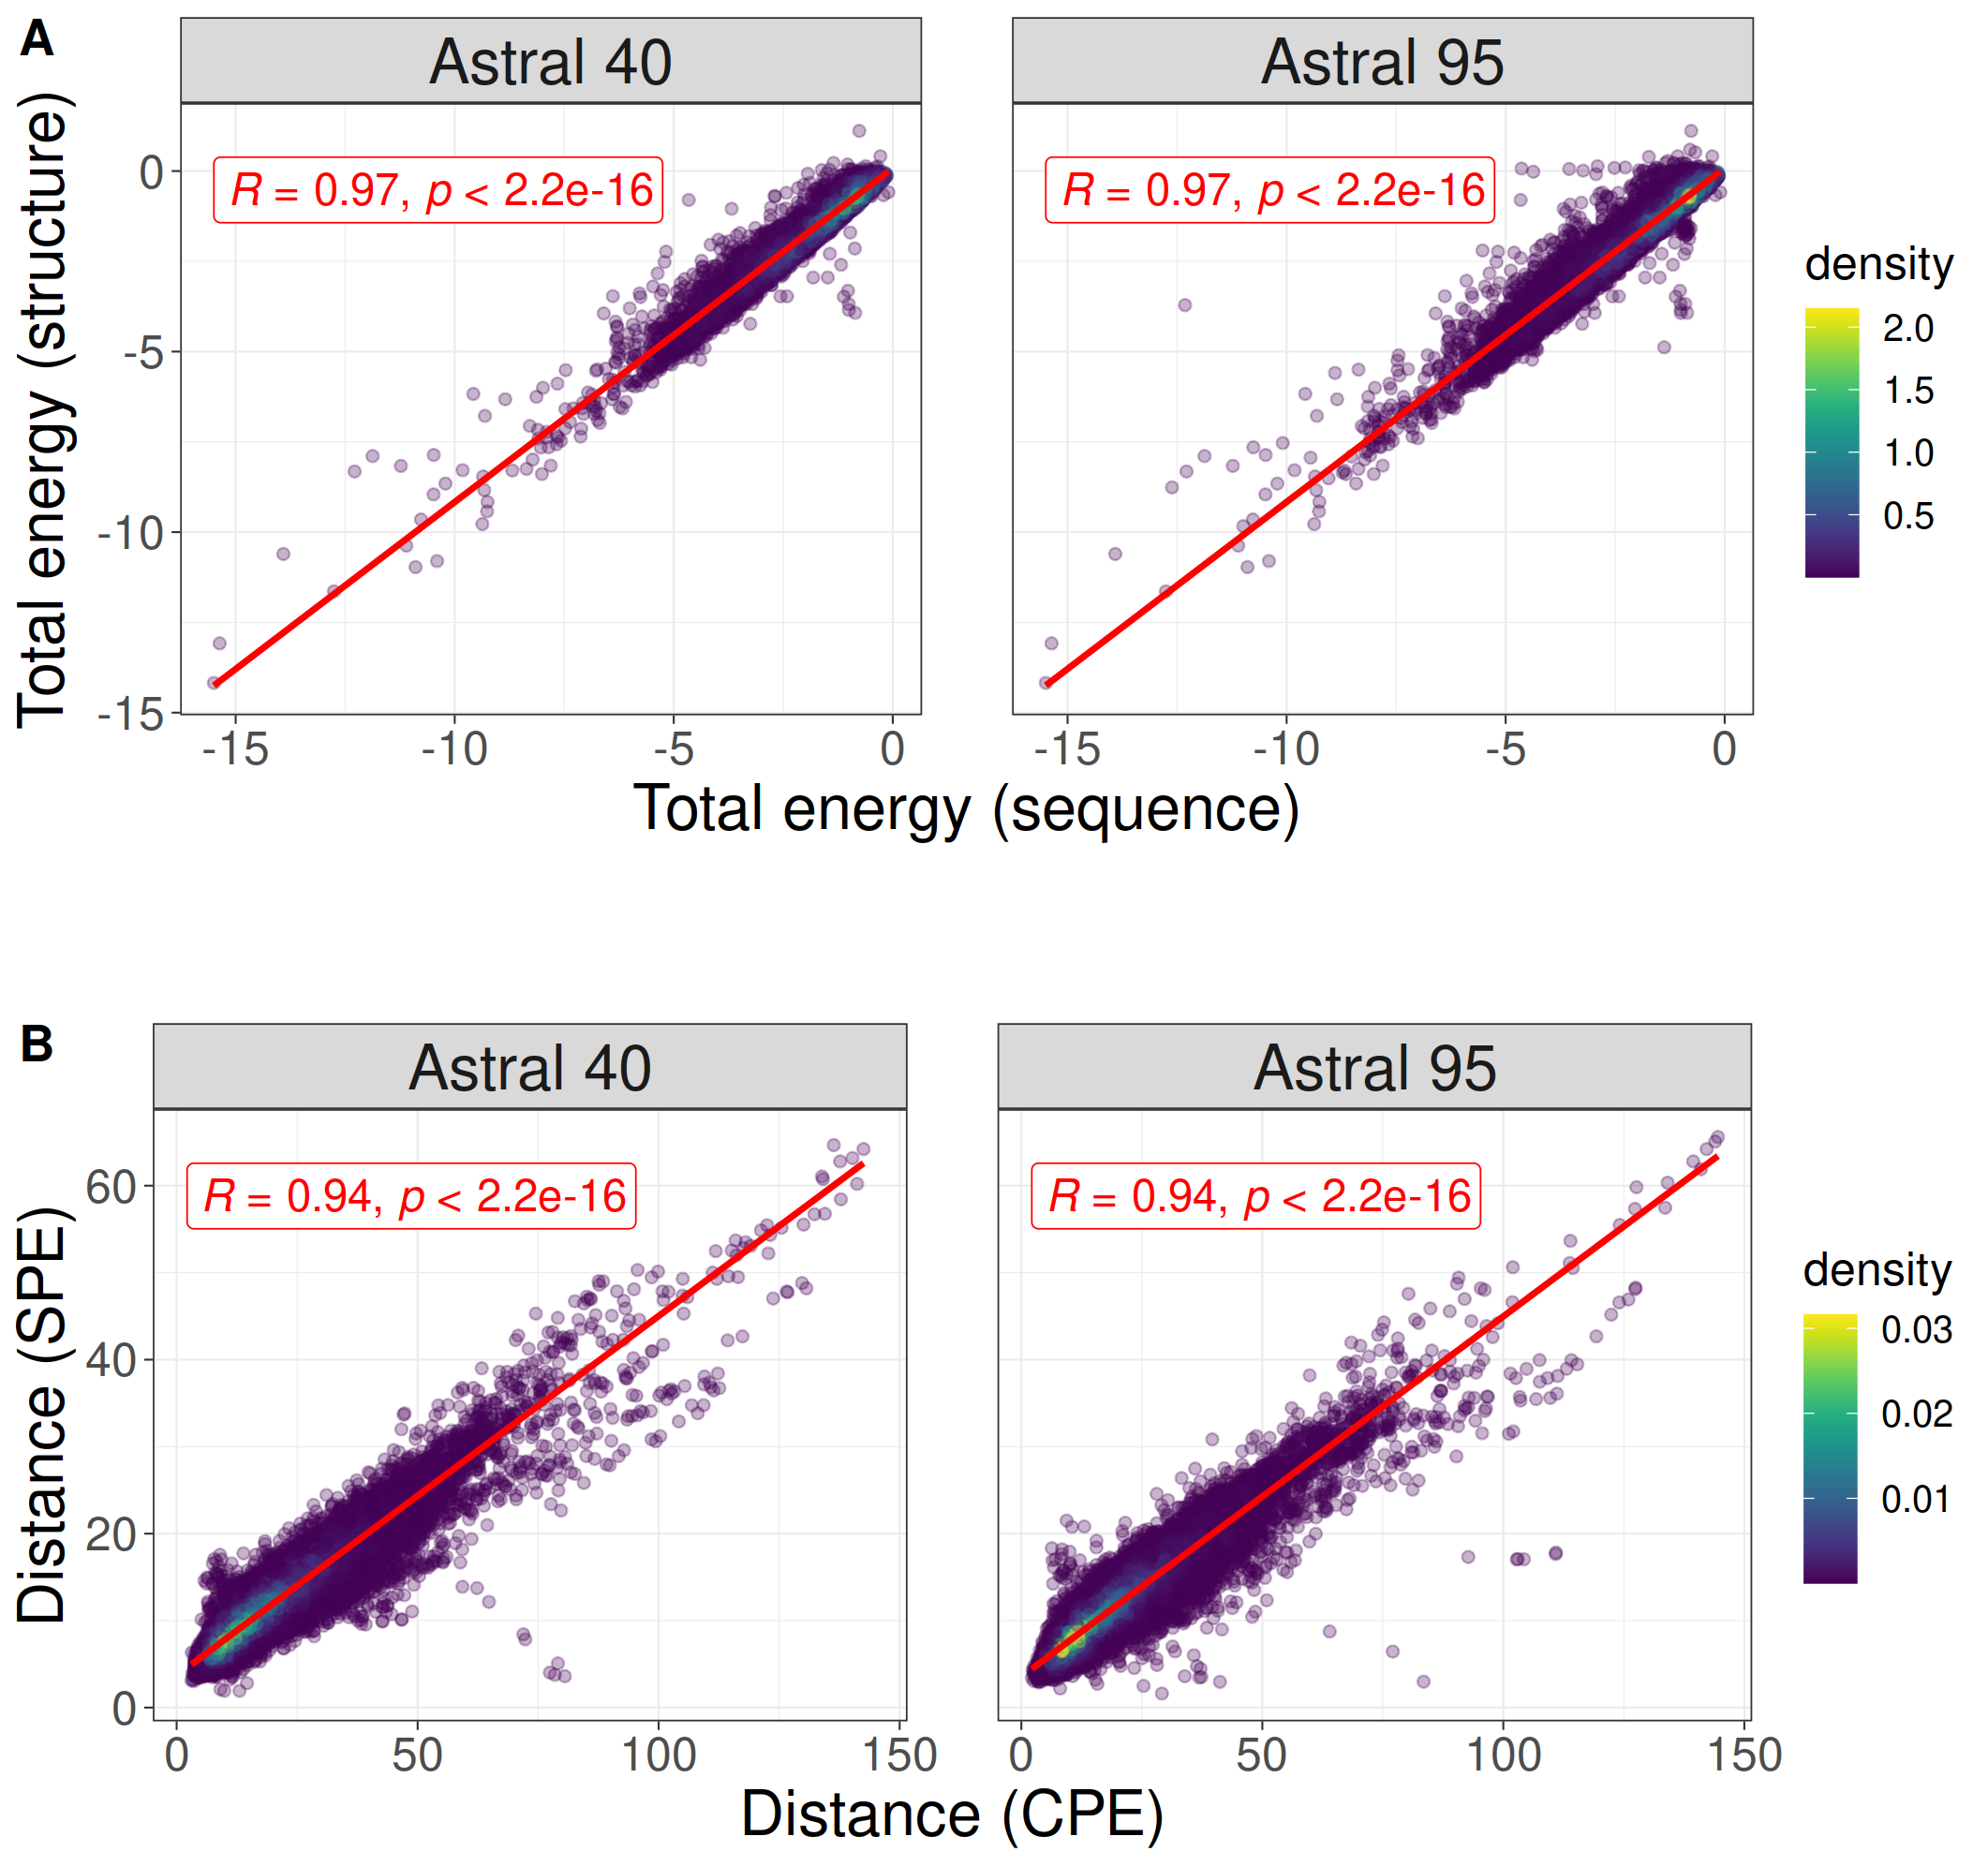 A
Astral 40
Astral 95
Total energy (structure)
0
-5
-10
-15
R = 0.97, p < 2.2e-16
R = 0.97, p < 2.2e-16
-15 -10 -5 0
-15 -10 -5 0
Total energy (sequence)
density
2.0
1.5
1.0
0.5
B
Astral 40
Astral 95
Distance (SPE)
60
40
20
0
R = 0.94, p < 2.2e-16
R = 0.94, p < 2.2e-16
0 50 100 150
0 50 100 150
Distance (CPE)
density
0.03
0.02
0.01